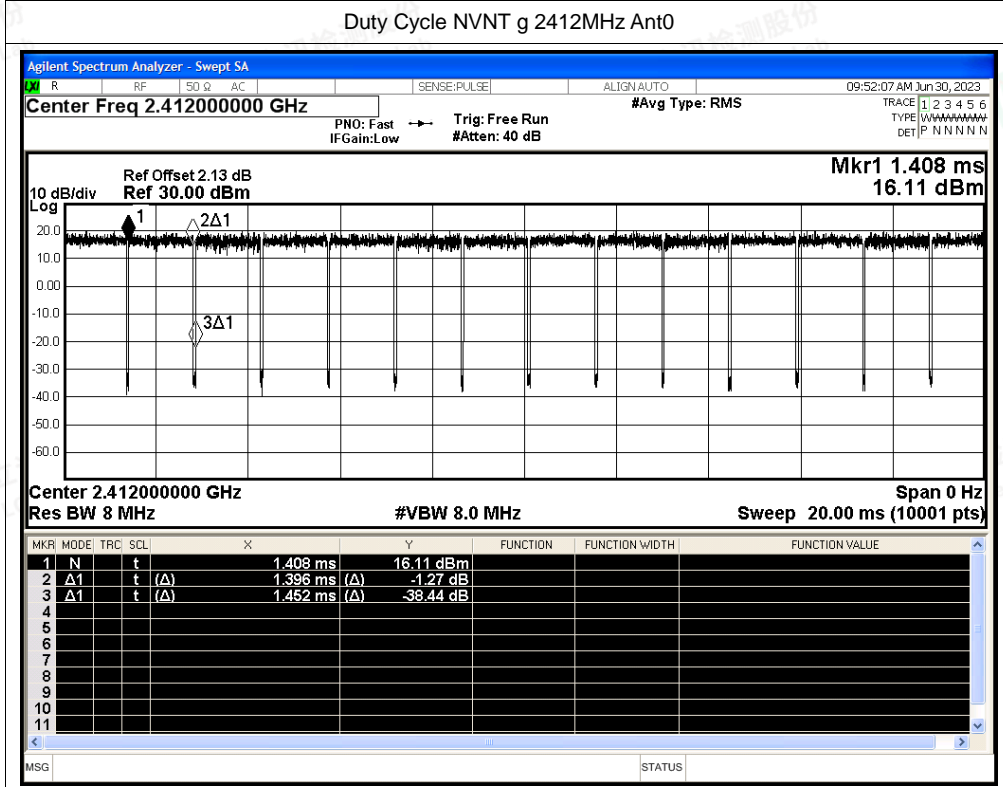 Duty Cycle NVNT g 2412MHz Ant0
Agilent Spectrum Analyzer - Swept SA
LXI R RF 50 Ω AC SENSE:PULSE ALIGN AUTO 09:52:07 AM Jun 30, 2023
Center Freq 2.412000000 GHz #Avg Type: RMS TRACE 1 2 3 4 5 6
PNO: Fast Trig: Free Run TYPE WWWWWW
IFGain:Low #Atten: 40 dB DET P N N N N N
Mkr1 1.408 ms
Ref Offset 2.13 dB
10 dB/div Ref 30.00 dBm 16.11 dBm
Log
1 2Δ1
20.0
10.0
0.00
-10.0
3Δ1
-20.0
-30.0
-40.0
-50.0
-60.0
Center 2.412000000 GHz Span 0 Hz
Res BW 8 MHz #VBW 8.0 MHz Sweep 20.00 ms (10001 pts)
MKR MODE TRC SCL X Y FUNCTION FUNCTION WIDTH FUNCTION VALUE
1 N t 1.408 ms 16.11 dBm
2 Δ1 t (Δ) 1.396 ms (Δ) -1.27 dB
3 Δ1 t (Δ) 1.452 ms (Δ) -38.44 dB
4
5
6
7
8
9
10
11
MSG STATUS